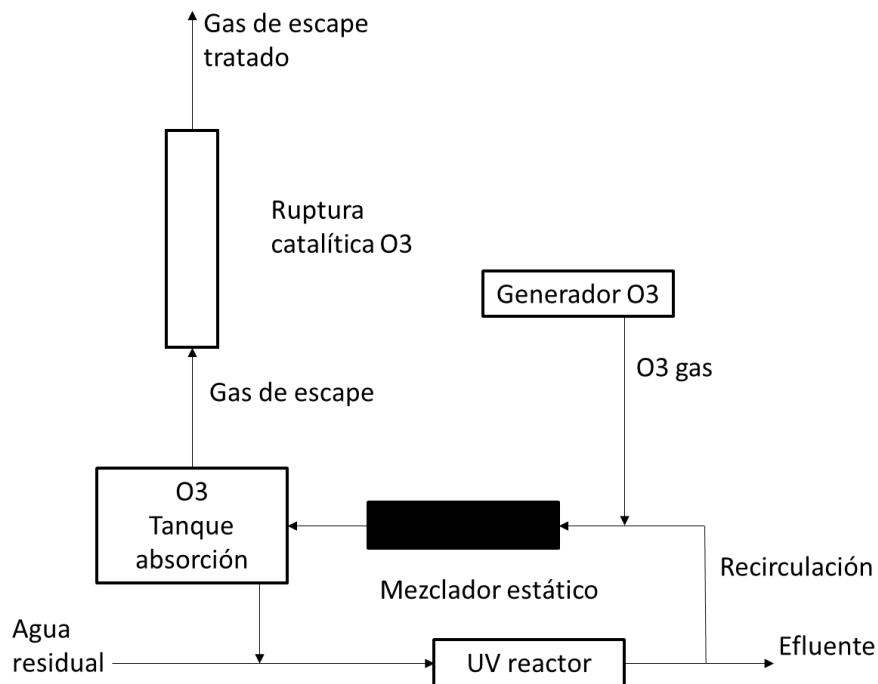 Gas de escape
tratado
Ruptura
catalítica O3
Generador O3
O3 gas
Gas de escape
O3
Tanque
absorción
Mezclador estático
Recirculación
Agua
residual
UV reactor
Efluente